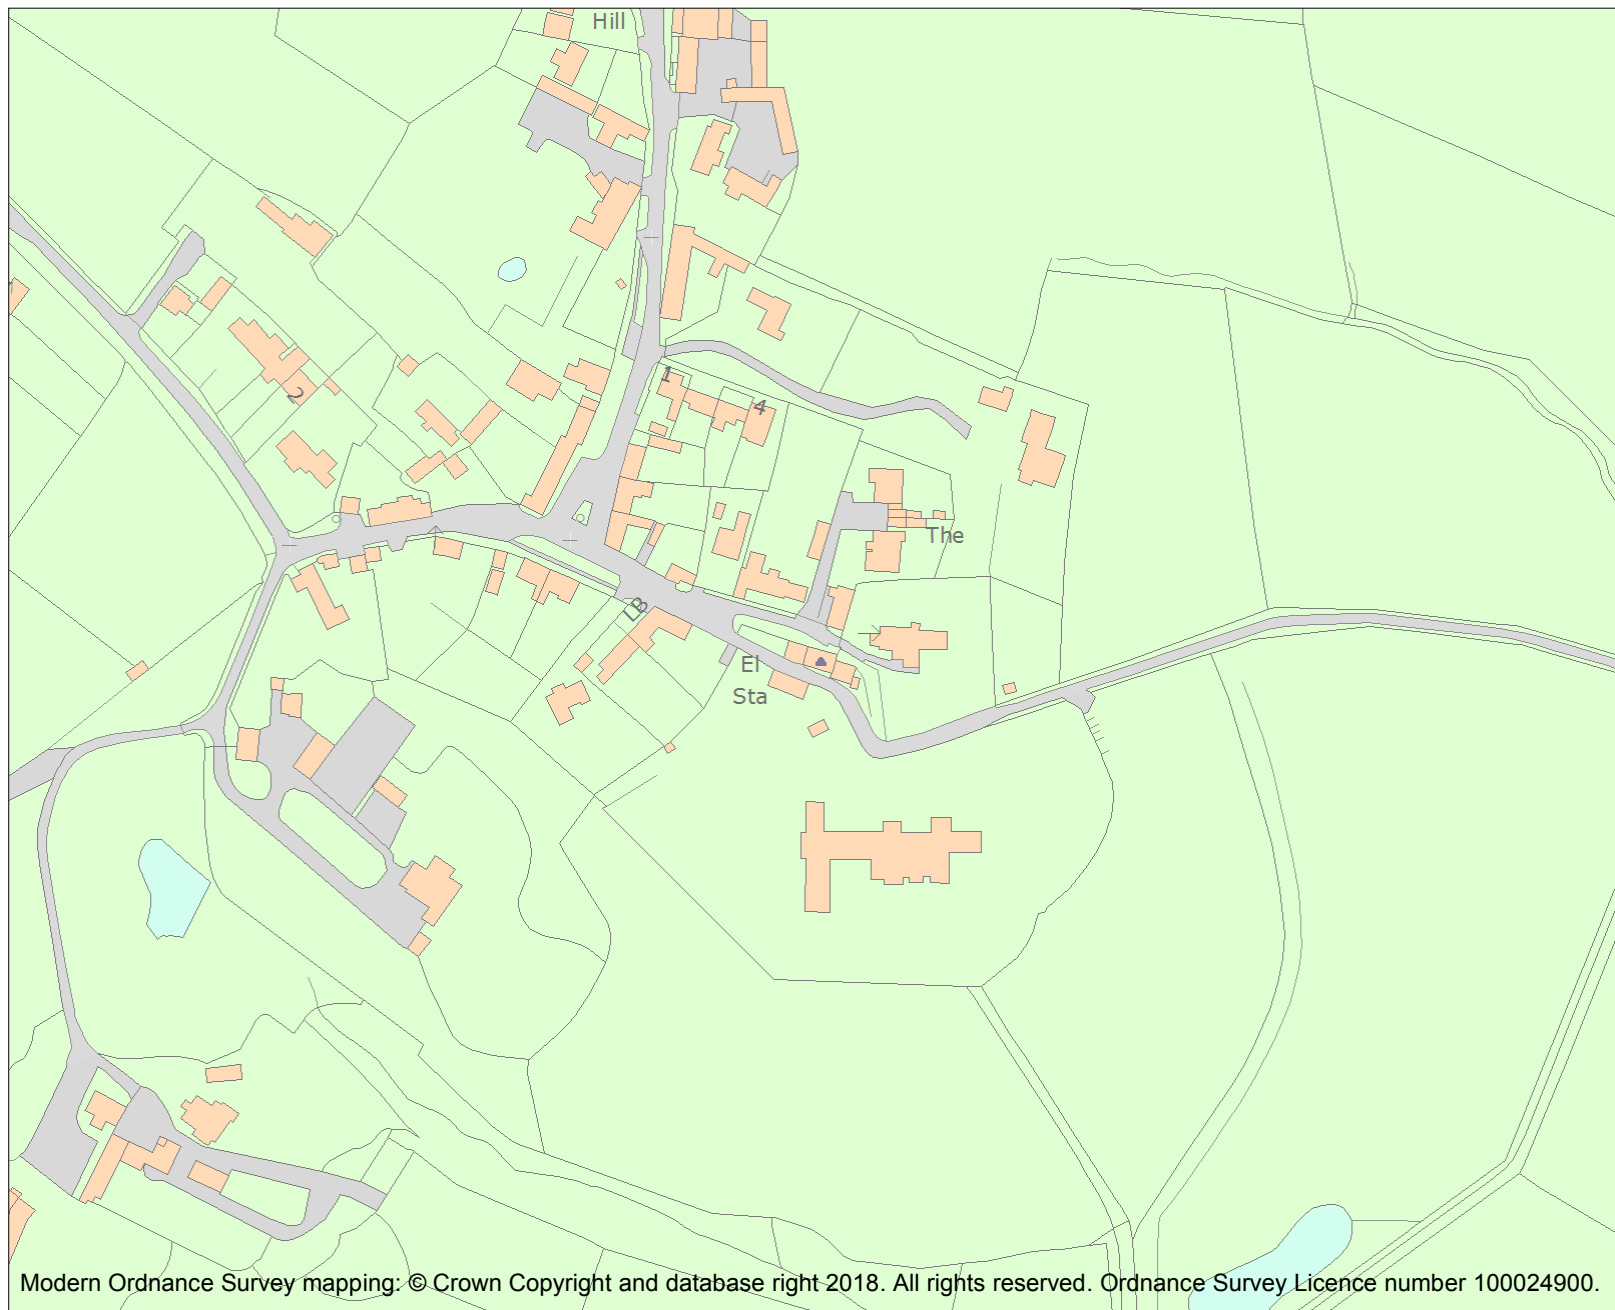 Hill
1
4
2
The
LB
El
Sta
Modern Ordnance Survey mapping: © Crown Copyright and database right 2018. All rights reserved. Ordnance Survey Licence number 100024900.